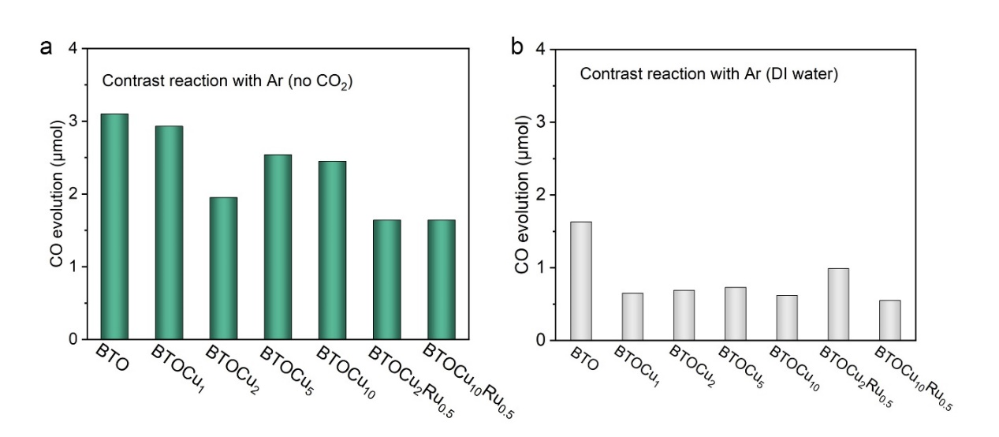 a
Contrast reaction with Ar (no CO₂)
CO evolution (μmol)
4
3
2
1
0
BTO
BTOCu₁
BTOCu₂
BTOCu₅
BTOCu₁₀
BTOCu₂Ru₀.₅
BTOCu₁₀Ru₀.₅
b
Contrast reaction with Ar (DI water)
CO evolution (μmol)
4
3
2
1
0
BTO
BTOCu₁
BTOCu₂
BTOCu₅
BTOCu₁₀
BTOCu₂Ru₀.₅
BTOCu₁₀Ru₀.₅